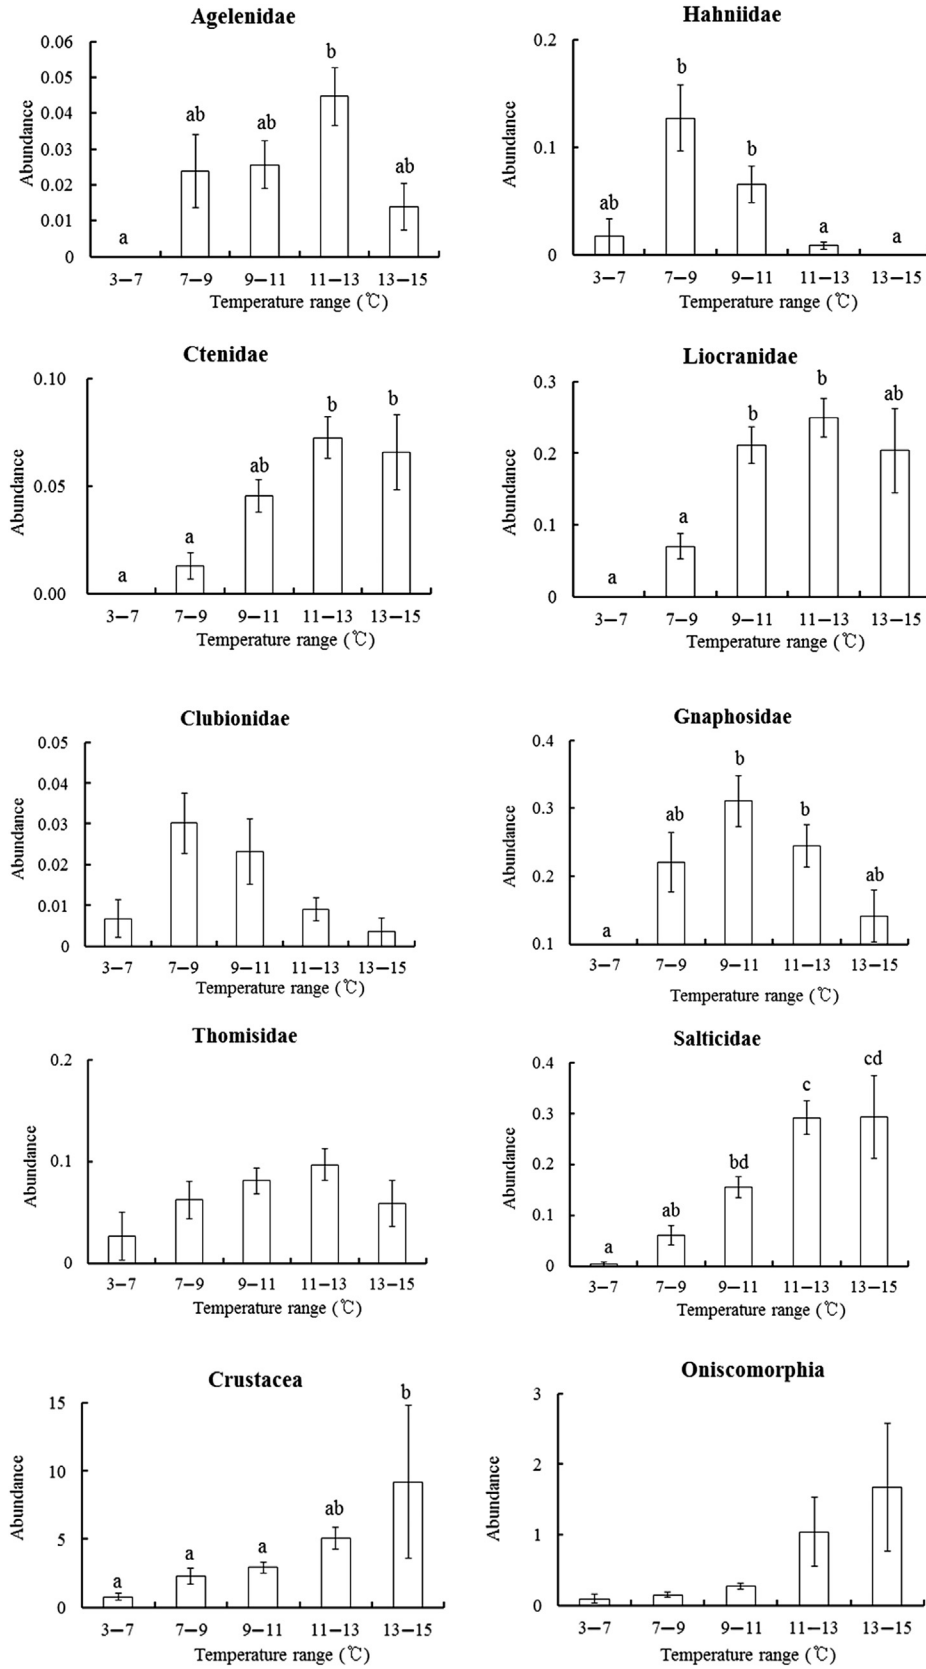 Agelenidae
0.06
0.05
0.04
0.03
0.02
0.01
0
Abundance
a
ab
ab
b
ab
3–7
7–9
9–11
11–13
13–15
Temperature range (℃)
Hahniidae
0.2
0.1
0
Abundance
ab
b
b
a
a
3–7
7–9
9–11
11–13
13–15
Temperature range (℃)
Ctenidae
0.10
0.05
0.00
Abundance
a
a
ab
b
b
3–7
7–9
9–11
11–13
13–15
Temperature range (℃)
Liocranidae
0.3
0.2
0.1
0
Abundance
a
a
b
b
ab
3–7
7–9
9–11
11–13
13–15
Temperature range (℃)
Clubionidae
0.05
0.04
0.03
0.02
0.01
0
Abundance
3–7
7–9
9–11
11–13
13–15
Temperature range (℃)
Gnaphosidae
0.4
0.3
0.2
0.1
Abundance
a
ab
b
b
ab
3–7
7–9
9–11
11–13
13–15
Temperature range (℃)
Thomisidae
0.2
0.1
0
Abundance
3–7
7–9
9–11
11–13
13–15
Temperature range (℃)
Salticidae
0.4
0.3
0.2
0.1
0
Abundance
a
ab
bd
c
cd
3–7
7–9
9–11
11–13
13–15
Temperature range (℃)
Crustacea
15
10
5
0
Abundance
a
a
a
ab
b
3–7
7–9
9–11
11–13
13–15
Temperature range (℃)
Oniscomorphia
3
2
1
0
Abundance
3–7
7–9
9–11
11–13
13–15
Temperature range (℃)